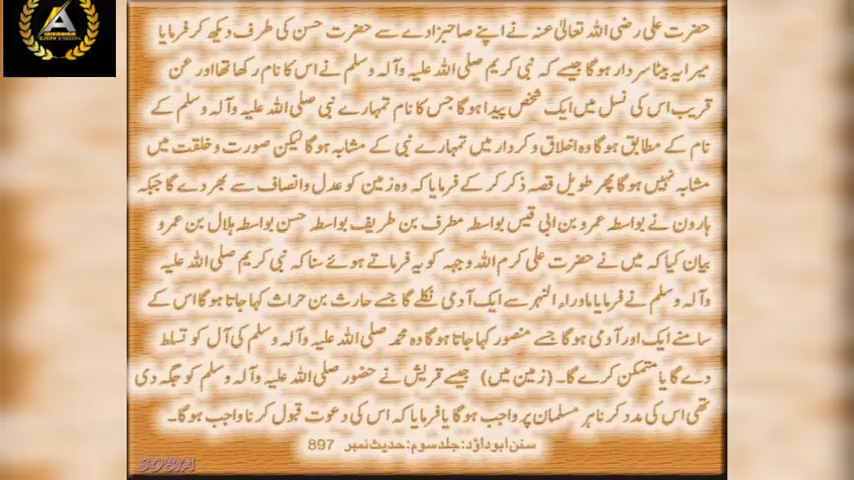 حضرت علی رضی اللہ تعالیٰ عنہ نے اپنے صاحبزادے سے حضرت حسن کی طرف دیکھ کر فرمایا
میرا یہ بیٹا سردار ہوگا جیسے کہ نبی کریم صلی اللہ علیہ وآلہ وسلم نے اس کا نام رکھا تھا اور عن
قریب اس کی نسل میں ایک شخص پیدا ہوگا جس کا نام تمہارے نبی صلی اللہ علیہ وآلہ وسلم کے
نام کے مطابق ہوگا وہ اخلاق و کردار میں تمہارے نبی کے مشابہ ہوگا لیکن صورت و خلقت میں
مشابہ نہیں ہوگا پھر طویل قصہ ذکر کر کے فرمایا کہ وہ زمین کو عدل وانصاف سے بھر دے گا جبکہ
ہارون نے بواسطہ عمرو بن ابی قیس بواسطہ مطرف بن طریف بواسطہ حسن بواسطہ ہلال بن عمرو
بیان کیا کہ میں نے حضرت علی کرم اللہ وجہہ کو یہ فرماتے ہوئے سنا کہ نبی کریم صلی اللہ علیہ
وآلہ وسلم نے فرمایا ماوراء النہر سے ایک آدمی نکلے گا جسے حارث بن حراث کہا جاتا ہوگا اس کے
سامنے ایک اور آدمی ہوگا جسے منصور کہا جاتا ہوگا وہ محمد صلی اللہ علیہ وآلہ وسلم کی آل کو تسلط
دے گا یا متمکن کرے گا۔ (زمین میں) جیسے قریش نے حضور صلی اللہ علیہ وآلہ وسلم کو جگہ دی
تھی اس کی مدد کرنا ہر مسلمان پر واجب ہوگا یا فرمایا کہ اس کی دعوت قبول کرنا واجب ہوگا۔
سنن ابوداؤد: جلد سوم: حدیث نمبر 897
SOBIA